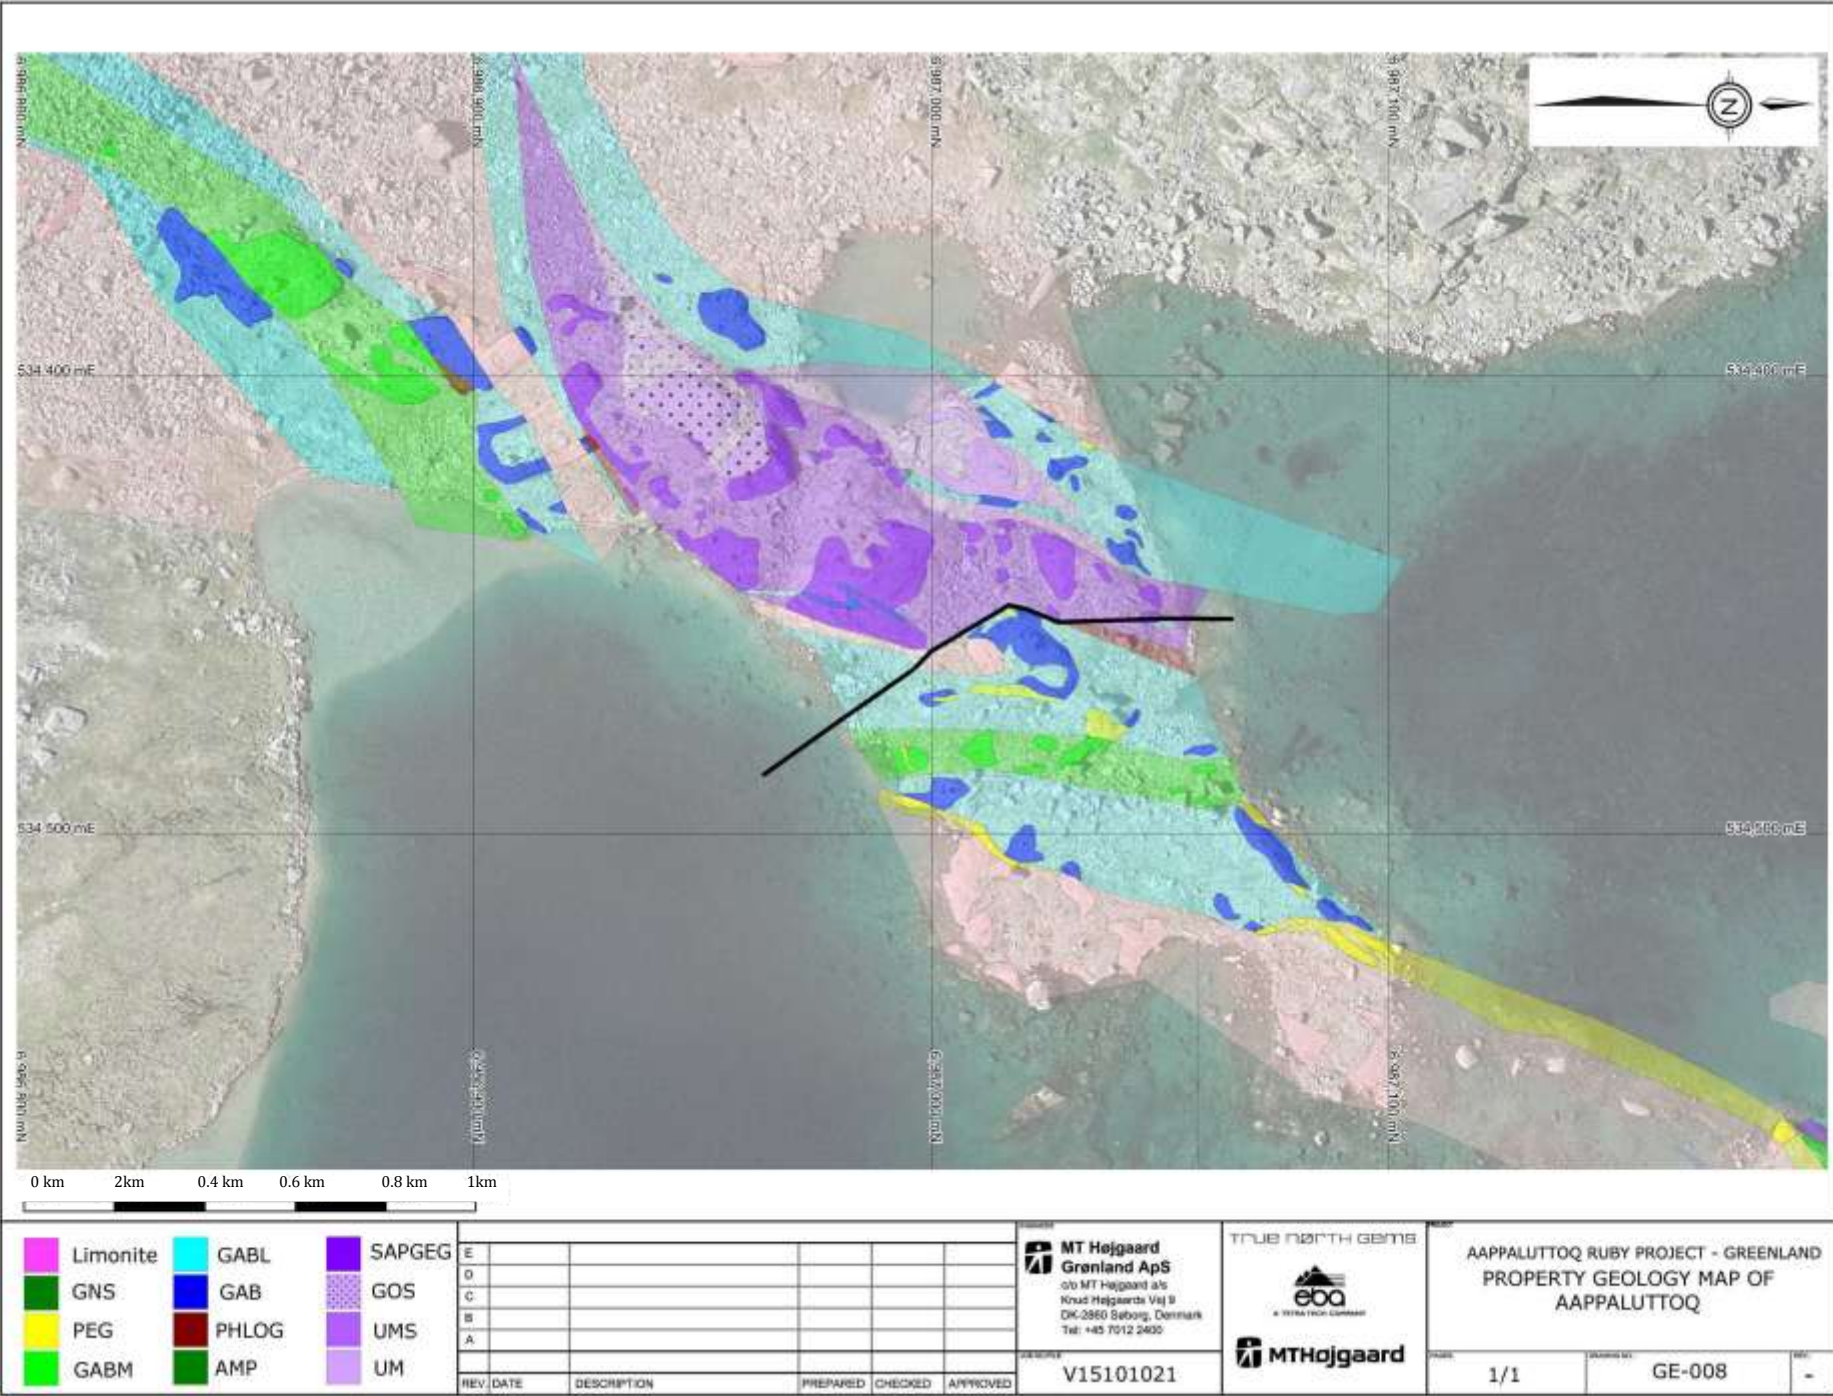 6,986,800 mN
6,986,900 mN
6,987,000 mN
6,987,100 mN
N
534,400 mE
534,400 mE
534,500 mE
534,500 mE
6,986,800 mN
6,986,900 mN
6,987,000 mN
6,987,100 mN
0 km 2km 0.4 km 0.6 km 0.8 km 1km
Limonite
GNS
PEG
GABM
GABL
GAB
PHLOG
AMP
SAPGEG
GOS
UMS
UM
E
D
C
B
A
REV. DATE DESCRIPTION PREPARED CHECKED APPROVED
MT Højgaard
Grønland ApS
c/o MT Højgaard a/s
Knud Højgaards Vej 9
DK-2860 Søborg, Denmark
Tel: +45 7012 2400
V15101021
TRUE NORTH GEMS
eba
A TETRA TECH COMPANY
MTHøjgaard
PROJECT
AAPPALUTTOQ RUBY PROJECT - GREENLAND
PROPERTY GEOLOGY MAP OF
AAPPALUTTOQ
1/1
GE-008
-